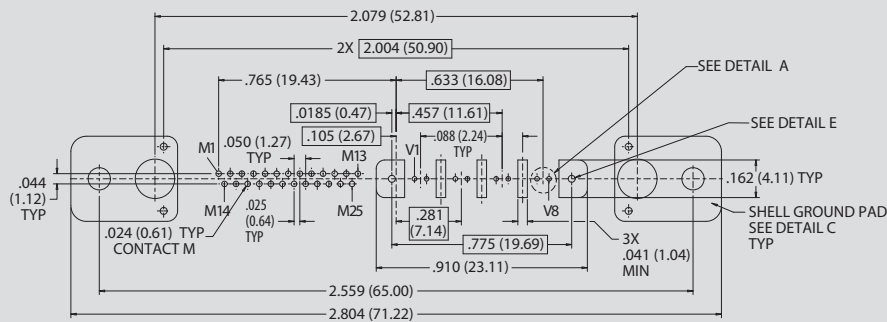 2.079 (52.81)
2X 2.004 (50.90)
SEE DETAIL A
.765 (19.43)
.633 (16.08)
.0185 (0.47)
.457 (11.61)
SEE DETAIL E
.050 (1.27)
TYP
.105 (2.67)
.088 (2.24)
TYP
M1
M13
V1
.044
(1.12)
TYP
.162 (4.11) TYP
M14
.025
(0.64)
TYP
M25
.281
(7.14)
V8
SHELL GROUND PAD
SEE DETAIL C
TYP
.024 (0.61) TYP
CONTACT M
.775 (19.69)
3X
.041 (1.04)
MIN
.910 (23.11)
2.559 (65.00)
2.804 (71.22)